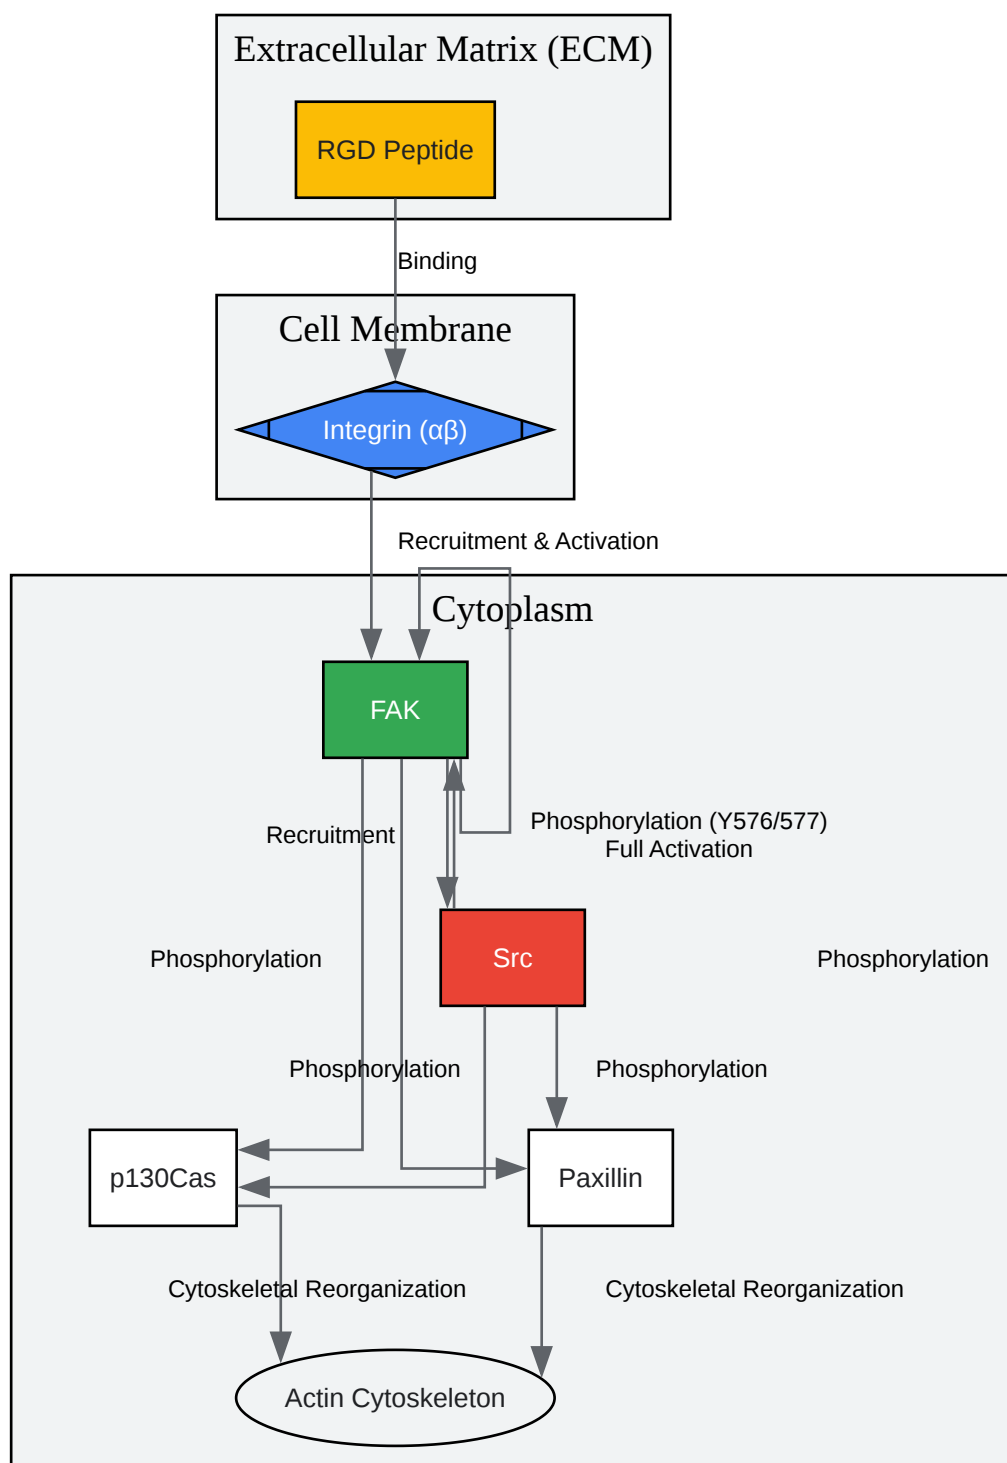 Extracellular Matrix (ECM)
RGD Peptide
Binding
Cell Membrane
Integrin (αβ)
Recruitment & Activation
Cytoplasm
FAK
Recruitment
Phosphorylation (Y576/577)
Full Activation
Phosphorylation
Src
Phosphorylation
Phosphorylation
Phosphorylation
p130Cas
Paxillin
Cytoskeletal Reorganization
Cytoskeletal Reorganization
Actin Cytoskeleton